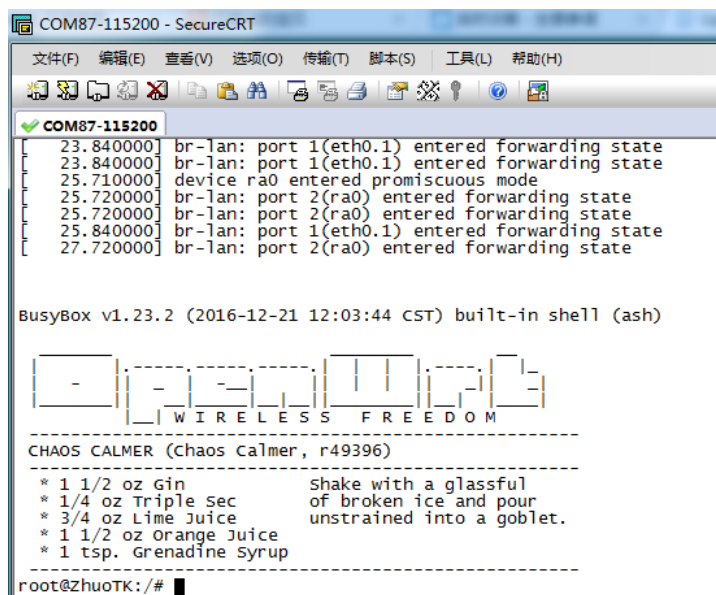 COM87-115200 - SecureCRT
文件(F) 编辑(E) 查看(V) 选项(O) 传输(T) 脚本(S) 工具(L) 帮助(H)
COM87-115200
[   23.840000] br-lan: port 1(eth0.1) entered forwarding state
[   23.840000] br-lan: port 1(eth0.1) entered forwarding state
[   25.710000] device ra0 entered promiscuous mode
[   25.720000] br-lan: port 2(ra0) entered forwarding state
[   25.720000] br-lan: port 2(ra0) entered forwarding state
[   25.840000] br-lan: port 1(eth0.1) entered forwarding state
[   27.720000] br-lan: port 2(ra0) entered forwarding state
BusyBox v1.23.2 (2016-12-21 12:03:44 CST) built-in shell (ash)
OpenWrt
W I R E L E S S   F R E E D O M
-----------------------------------------------------
CHAOS CALMER (Chaos Calmer, r49396)
-----------------------------------------------------
* 1 1/2 oz Gin            Shake with a glassful
* 1/4 oz Triple Sec       of broken ice and pour
* 3/4 oz Lime Juice       unstrained into a goblet.
* 1 1/2 oz Orange Juice
* 1 tsp. Grenadine Syrup
-----------------------------------------------------
root@ZhuoTK:/#